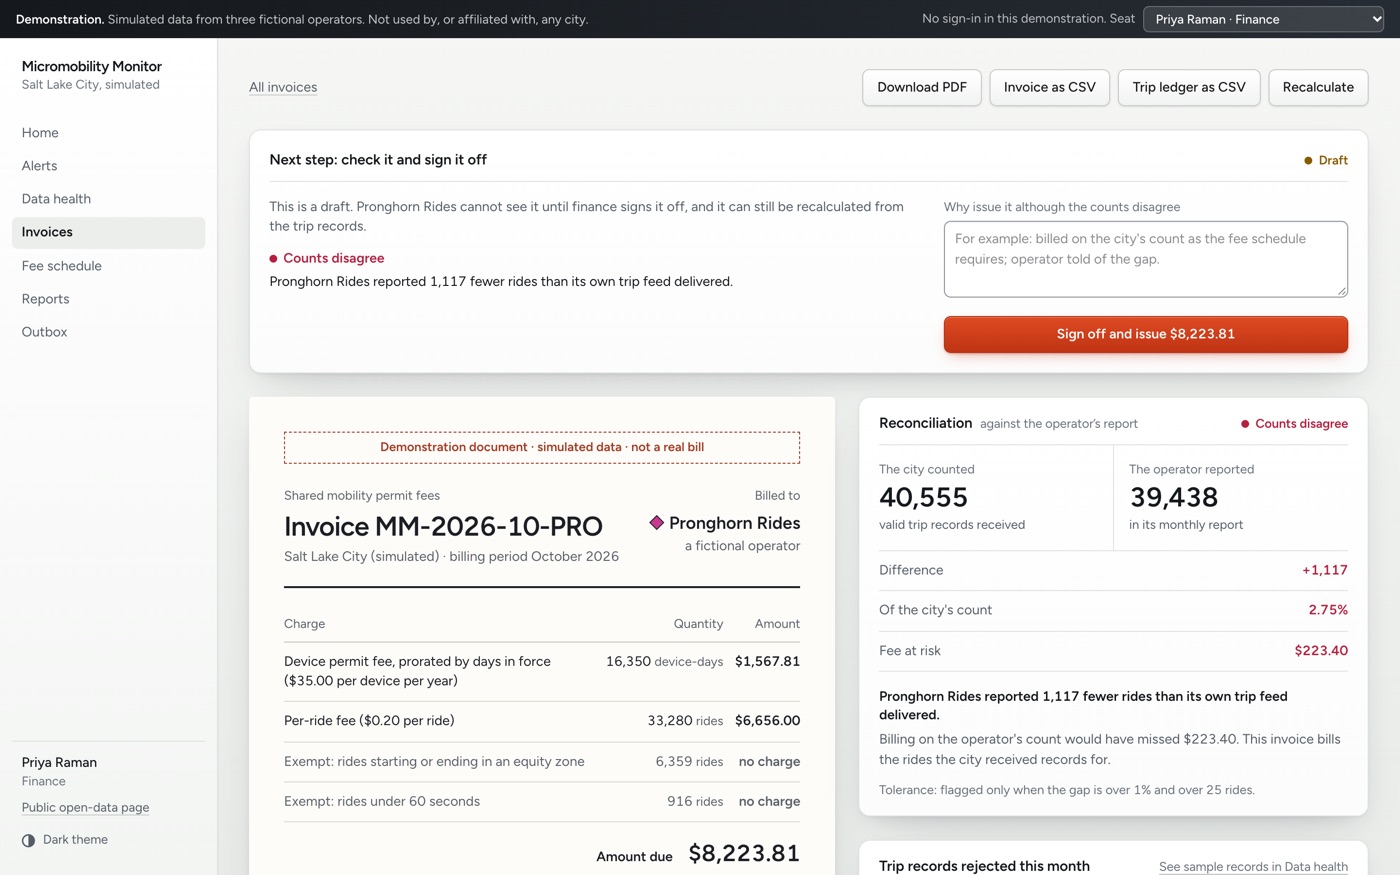 Demonstration. Simulated data from three fictional operators. Not used by, or affiliated with, any city.
No sign-in in this demonstration. Seat
Priya Raman · Finance
Micromobility Monitor
Salt Lake City, simulated
Home
Alerts
Data health
Invoices
Fee schedule
Reports
Outbox
Priya Raman
Finance
Public open-data page
Dark theme
All invoices
Download PDF
Invoice as CSV
Trip ledger as CSV
Recalculate
Next step: check it and sign it off
Draft
This is a draft. Pronghorn Rides cannot see it until finance signs it off, and it can still be recalculated from
the trip records.
Counts disagree
Pronghorn Rides reported 1,117 fewer rides than its own trip feed delivered.
Why issue it although the counts disagree
For example: billed on the city's count as the fee schedule
requires; operator told of the gap.
Sign off and issue $8,223.81
Demonstration document · simulated data · not a real bill
Shared mobility permit fees
Billed to
Invoice MM-2026-10-PRO
Pronghorn Rides
Salt Lake City (simulated) · billing period October 2026
a fictional operator
Charge Quantity Amount
Device permit fee, prorated by days in force 16,350 device-days $1,567.81
($35.00 per device per year)
Per-ride fee ($0.20 per ride) 33,280 rides $6,656.00
Exempt: rides starting or ending in an equity zone 6,359 rides no charge
Exempt: rides under 60 seconds 916 rides no charge
Amount due $8,223.81
Reconciliation against the operator's report
Counts disagree
The city counted
40,555
valid trip records received
The operator reported
39,438
in its monthly report
Difference +1,117
Of the city's count 2.75%
Fee at risk $223.40
Pronghorn Rides reported 1,117 fewer rides than its own trip feed
delivered.
Billing on the operator's count would have missed $223.40. This invoice bills
the rides the city received records for.
Tolerance: flagged only when the gap is over 1% and over 25 rides.
Trip records rejected this month
See sample records in Data health